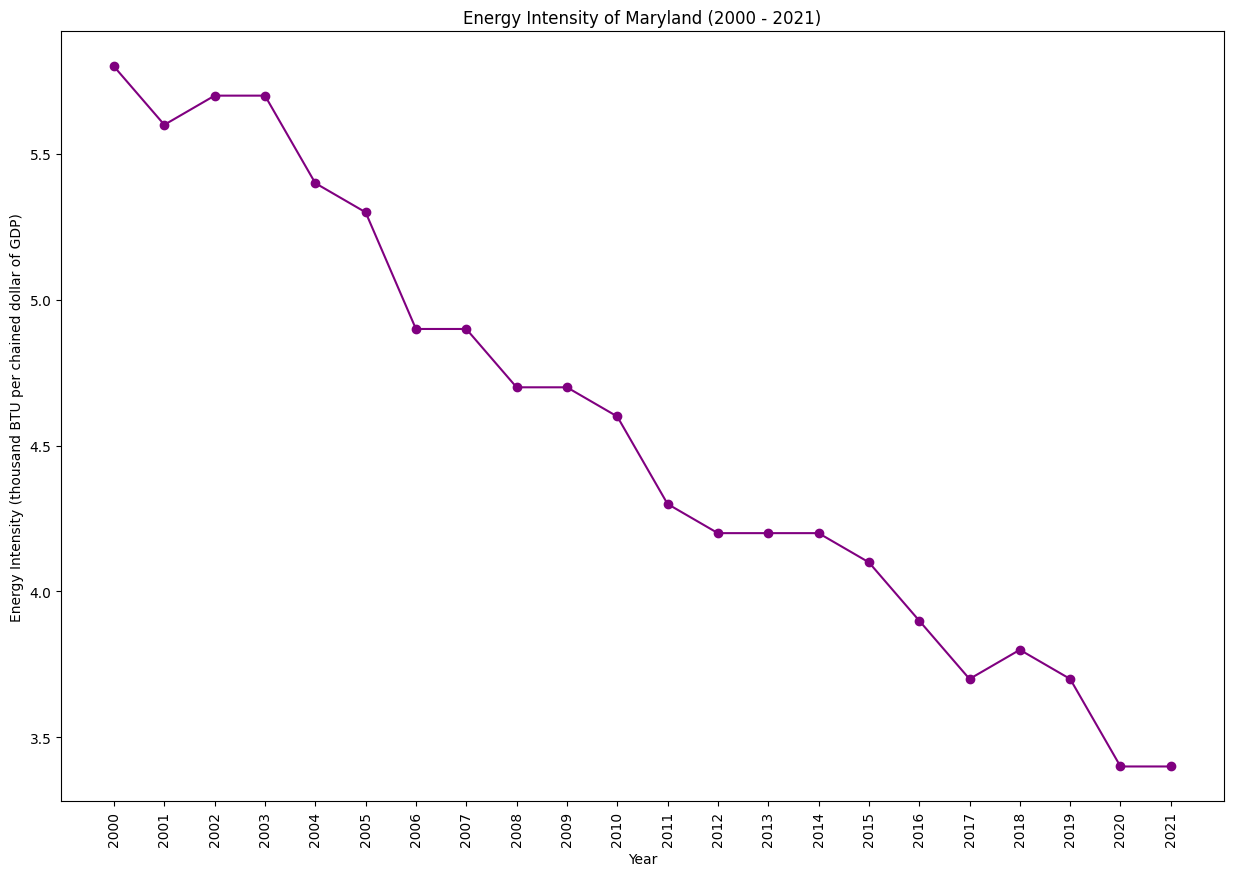 Energy Intensity of Maryland (2000 - 2021)
Energy Intensity (thousand BTU per chained dollar of GDP)
5.5
5.0
4.5
4.0
3.5
2000 2001 2002 2003 2004 2005 2006 2007 2008 2009 2010 2011 2012 2013 2014 2015 2016 2017 2018 2019 2020 2021
Year